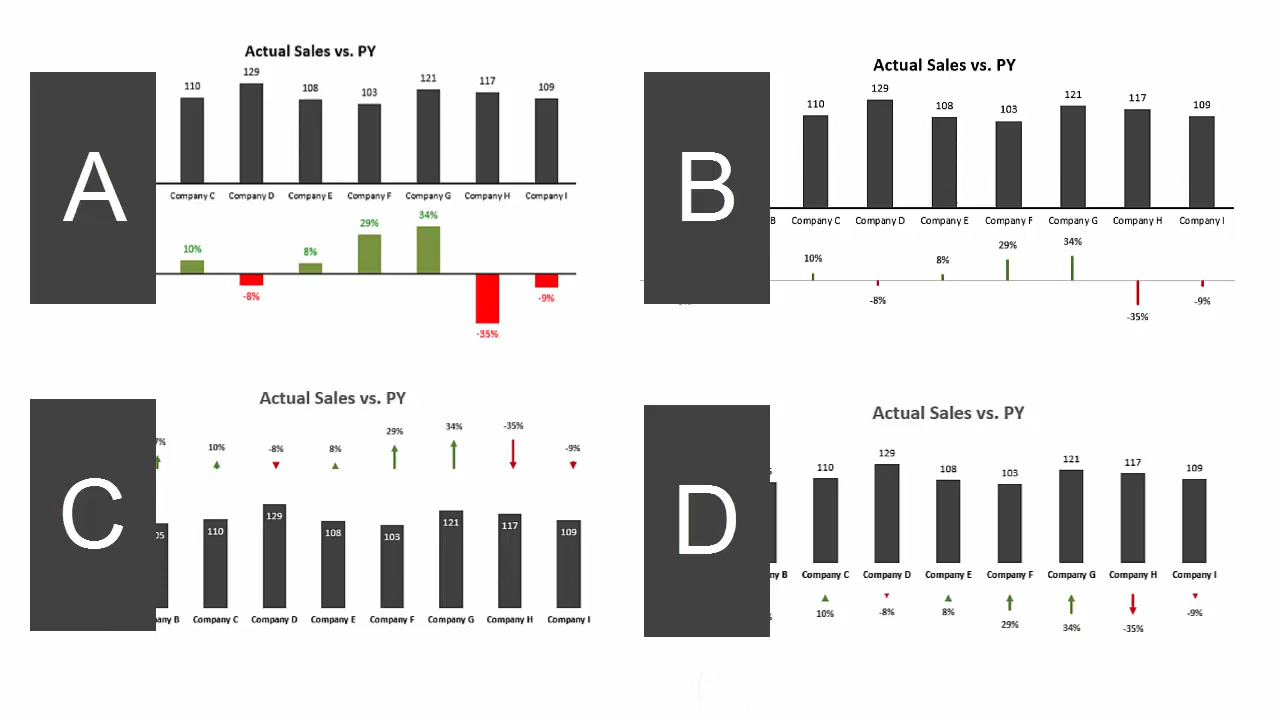 A
Actual Sales vs. PY
110 129 108 103 121 117 109
Company C Company D Company E Company F Company G Company H Company I
10% -8% 8% 29% 34% -35% -9%
B
Actual Sales vs. PY
110 129 108 103 121 117 109
B Company C Company D Company E Company F Company G Company H Company I
10% -8% 8% 29% 34% -35% -9%
C
Actual Sales vs. PY
7% 10% -8% 8% 29% 34% -35% -9%
05 110 129 108 103 121 117 109
any B Company C Company D Company E Company F Company G Company H Company I
D
Actual Sales vs. PY
110 129 108 103 121 117 109
ny B Company C Company D Company E Company F Company G Company H Company I
10% -8% 8% 29% 34% -35% -9%